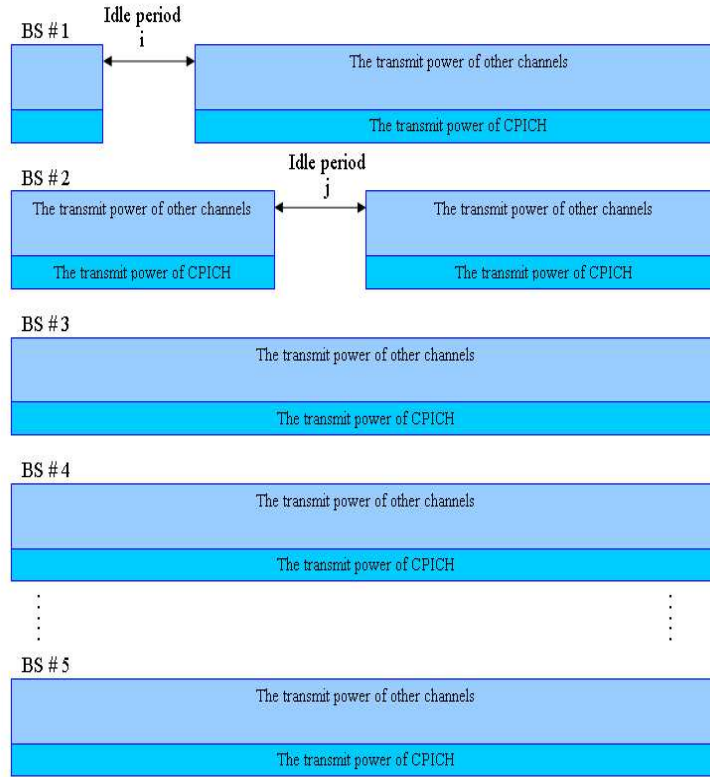 BS #1
Idle period
i
The transmit power of other channels
The transmit power of CPICH
BS #2
Idle period
j
The transmit power of other channels
The transmit power of other channels
The transmit power of CPICH
The transmit power of CPICH
BS #3
The transmit power of other channels
The transmit power of CPICH
BS #4
The transmit power of other channels
The transmit power of CPICH
BS #5
The transmit power of other channels
The transmit power of CPICH